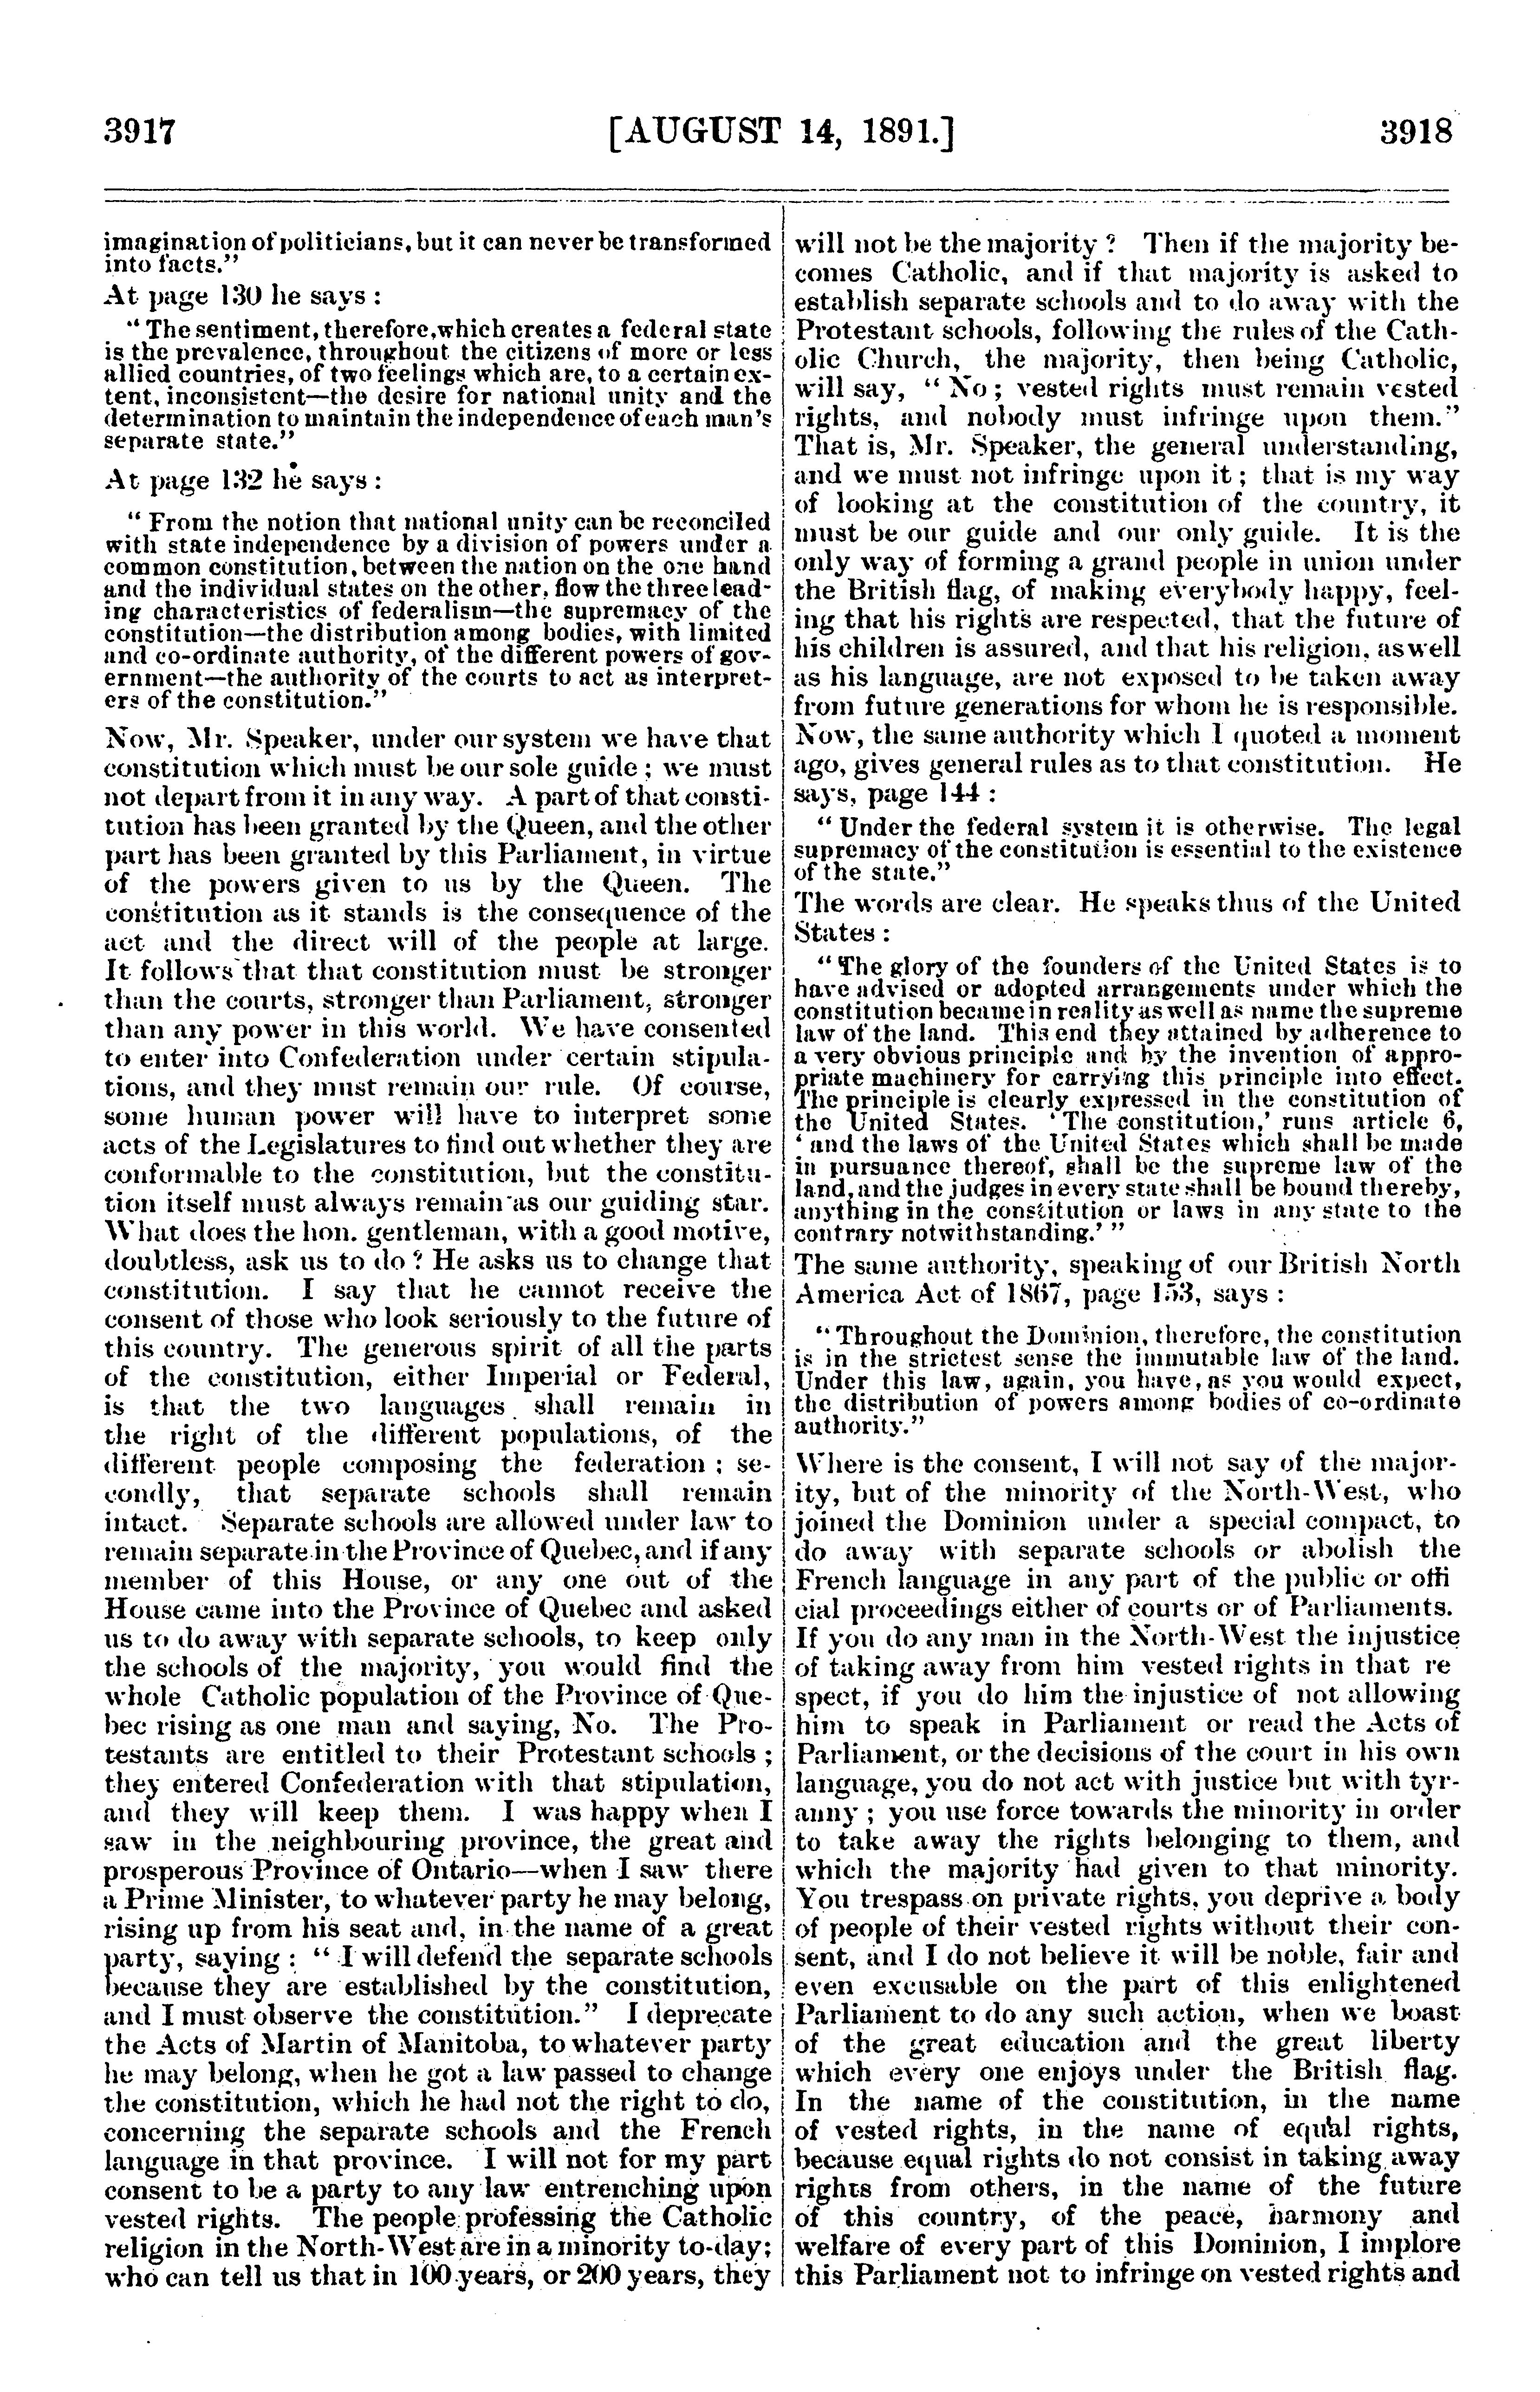 3917
[AUGUST 14, 1891.]
3918
imagination of politicians, but it can never be transformed
into facts."
At page 130 he says :
" The sentiment, therefore, which creates a federal state
is the prevalence, throughout the citizens of more or less
allied countries, of two feelings which are, to a certain ex-
tent, inconsistent—the desire for national unity and the
determination to maintain the independence of each man's
separate state."
At page 132 he says :
" From the notion that national unity can be reconciled
with state independence by a division of powers under a
common constitution, between the nation on the one hand
and the individual states on the other, flow the three lead-
ing characteristics of federalism—the supremacy of the
constitution—the distribution among bodies, with limited
and co-ordinate authority, of the different powers of gov-
ernment—the authority of the courts to act as interpret-
ers of the constitution."
Now, Mr. Speaker, under our system we have that
constitution which must be our sole guide ; we must
not depart from it in any way. A part of that consti-
tution has been granted by the Queen, and the other
part has been granted by this Parliament, in virtue
of the powers given to us by the Queen. The
constitution as it stands is the consequence of the
act and the direct will of the people at large.
It follows that that constitution must be stronger
than the courts, stronger than Parliament, stronger
than any power in this world. We have consented
to enter into Confederation under certain stipula-
tions, and they must remain our rule. Of course,
some human power will have to interpret some
acts of the Legislatures to find out whether they are
conformable to the constitution, but the constitu-
tion itself must always remain as our guiding star.
What does the hon. gentleman, with a good motive,
doubtless, ask us to do ? He asks us to change that
constitution. I say that he cannot receive the
consent of those who look seriously to the future of
this country. The generous spirit of all the parts
of the constitution, either Imperial or Federal,
is that the two languages shall remain in
the right of the different populations, of the
different people composing the federation ; se-
condly, that separate schools shall remain
intact. Separate schools are allowed under law to
remain separate in the Province of Quebec, and if any
member of this House, or any one out of the
House came into the Province of Quebec and asked
us to do away with separate schools, to keep only
the schools of the majority, you would find the
whole Catholic population of the Province of Que-
bec rising as one man and saying, No. The Pro-
testants are entitled to their Protestant schools ;
they entered Confederation with that stipulation,
and they will keep them. I was happy when I
saw in the neighbouring province, the great and
prosperous Province of Ontario—when I saw there
a Prime Minister, to whatever party he may belong,
rising up from his seat and, in the name of a great
party, saying : " I will defend the separate schools
because they are established by the constitution,
and I must observe the constitution." I deprecate
the Acts of Martin of Manitoba, to whatever party
he may belong, when he got a law passed to change
the constitution, which he had not the right to do,
concerning the separate schools and the French
language in that province. I will not for my part
consent to be a party to any law entrenching upon
vested rights. The people professing the Catholic
religion in the North-West are in a minority to-day;
who can tell us that in 100 years, or 200 years, they
will not be the majority ? Then if the majority be-
comes Catholic, and if that majority is asked to
establish separate schools and to do away with the
Protestant schools, following the rules of the Cath-
olic Church, the majority, then being Catholic,
will say, " No ; vested rights must remain vested
rights, and nobody must infringe upon them."
That is, Mr. Speaker, the general understanding,
and we must not infringe upon it ; that is my way
of looking at the constitution of the country, it
must be our guide and our only guide. It is the
only way of forming a grand people in union under
the British flag, of making everybody happy, feel-
ing that his rights are respected, that the future of
his children is assured, and that his religion, as well
as his language, are not exposed to be taken away
from future generations for whom he is responsible.
Now, the same authority which I quoted a moment
ago, gives general rules as to that constitution. He
says, page 144 :
" Under the federal system it is otherwise. The legal
supremacy of the constitution is essential to the existence
of the state."
The words are clear. He speaks thus of the United
States :
" The glory of the founders of the United States is to
have advised or adopted arrangements under which the
constitution became in reality as well as name the supreme
law of the land. This end they attained by adherence to
a very obvious principle and by the invention of appro-
priate machinery for carrying this principle into effect.
The principle is clearly expressed in the constitution of
the United States. ' The constitution,' runs article 6,
' and the laws of the United States which shall be made
in pursuance thereof, shall be the supreme law of the
land, and the judges in every state shall be bound thereby,
anything in the constitution or laws in any state to the
contrary notwithstanding.' "
The same authority, speaking of our British North
America Act of 1867, page 153, says :
" Throughout the Dominion, therefore, the constitution
is in the strictest sense the immutable law of the land.
Under this law, again, you have, as you would expect,
the distribution of powers among bodies of co-ordinate
authority."
Where is the consent, I will not say of the major-
ity, but of the minority of the North-West, who
joined the Dominion under a special compact, to
do away with separate schools or abolish the
French language in any part of the public or offi
cial proceedings either of courts or of Parliaments.
If you do any man in the North-West the injustice
of taking away from him vested rights in that re
spect, if you do him the injustice of not allowing
him to speak in Parliament or read the Acts of
Parliament, or the decisions of the court in his own
language, you do not act with justice but with tyr-
anny ; you use force towards the minority in order
to take away the rights belonging to them, and
which the majority had given to that minority.
You trespass on private rights, you deprive a body
of people of their vested rights without their con-
sent, and I do not believe it will be noble, fair and
even excusable on the part of this enlightened
Parliament to do any such action, when we boast
of the great education and the great liberty
which every one enjoys under the British flag.
In the name of the constitution, in the name
of vested rights, in the name of equal rights,
because equal rights do not consist in taking away
rights from others, in the name of the future
of this country, of the peace, harmony and
welfare of every part of this Dominion, I implore
this Parliament not to infringe on vested rights and